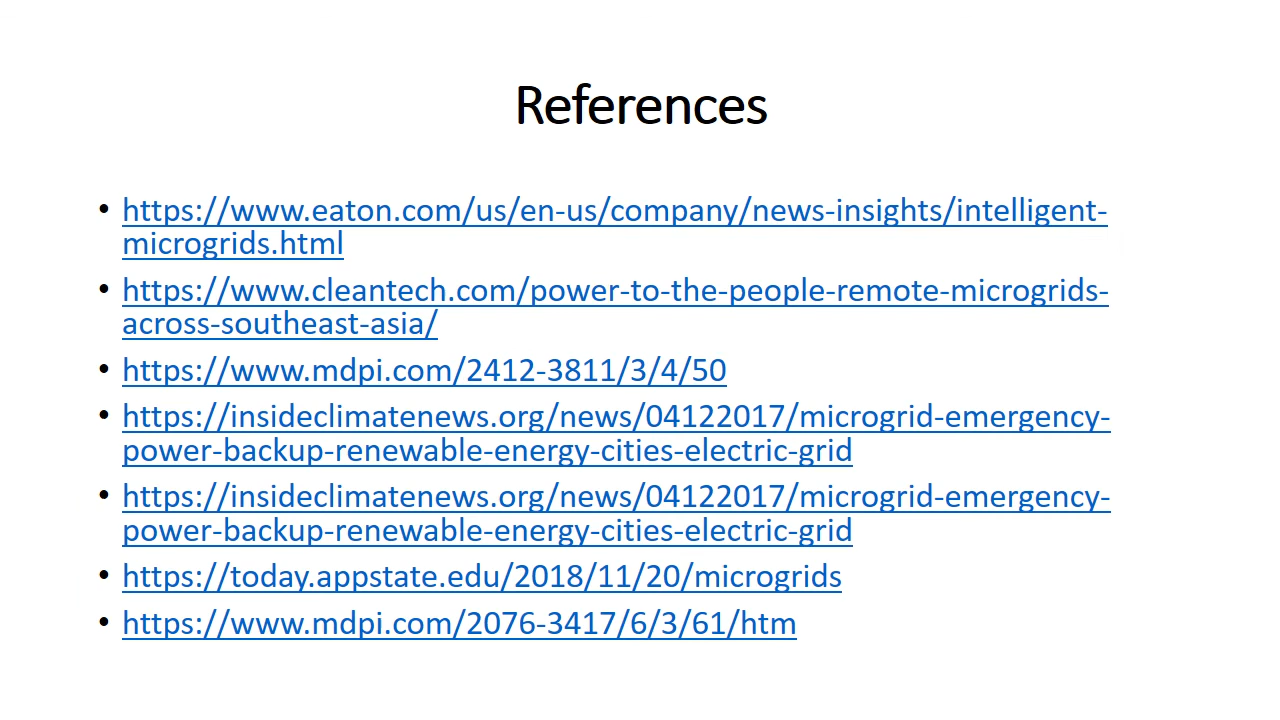 References
• https://www.eaton.com/us/en-us/company/news-insights/intelligent-
microgrids.html
• https://www.cleantech.com/power-to-the-people-remote-microgrids-
across-southeast-asia/
• https://www.mdpi.com/2412-3811/3/4/50
• https://insideclimatenews.org/news/04122017/microgrid-emergency-
power-backup-renewable-energy-cities-electric-grid
• https://insideclimatenews.org/news/04122017/microgrid-emergency-
power-backup-renewable-energy-cities-electric-grid
• https://today.appstate.edu/2018/11/20/microgrids
• https://www.mdpi.com/2076-3417/6/3/61/htm